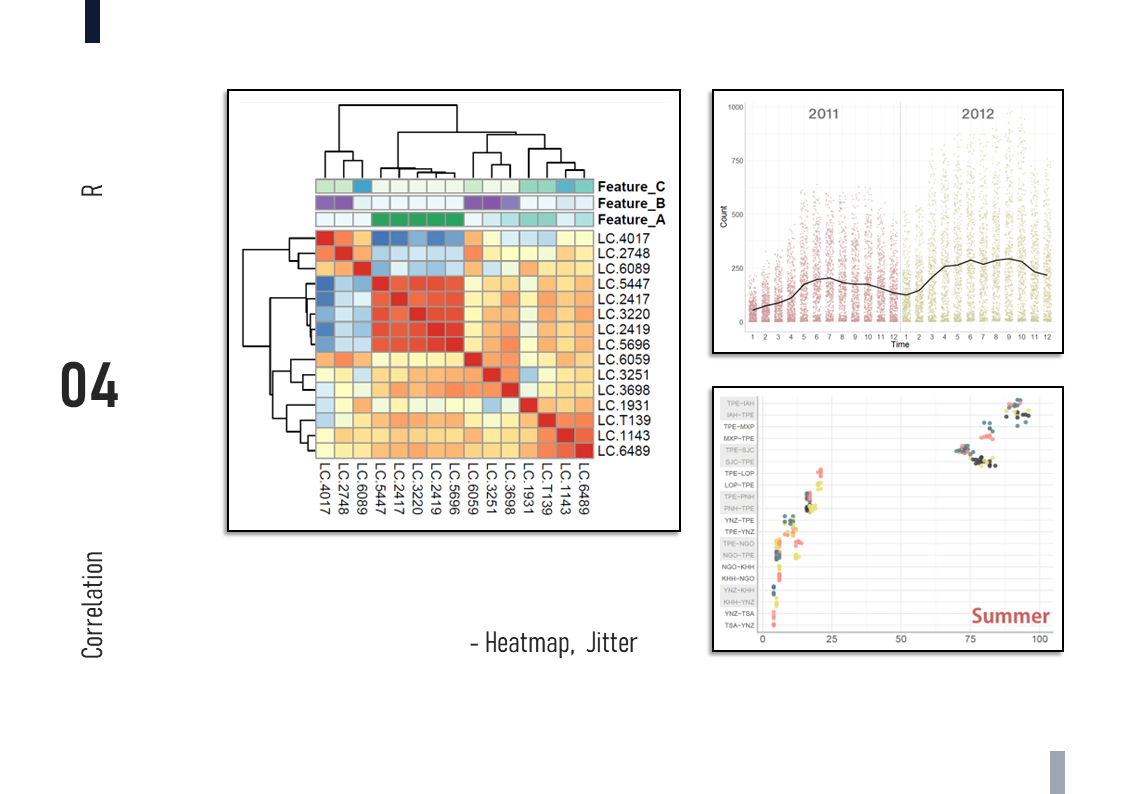 R
04
Correlation
Feature_C
Feature_B
Feature_A
LC.4017
LC.2748
LC.6089
LC.5447
LC.2417
LC.3220
LC.2419
LC.5696
LC.6059
LC.3251
LC.3698
LC.1931
LC.T139
LC.1143
LC.6489
LC.4017 LC.2748 LC.6089 LC.5447 LC.2417 LC.3220 LC.2419 LC.5696 LC.6059 LC.3251 LC.3698 LC.1931 LC.T139 LC.1143 LC.6489
2011 2012
Count
1000
750
500
250
0
1 2 3 4 5 6 7 8 9 10 11 12 1 2 3 4 5 6 7 8 9 10 11 12
Time
TPE-IAH
IAH-TPE
TPE-MXP
MXP-TPE
TPE-SJC
SJC-TPE
TPE-LOP
LOP-TPE
TPE-PNH
PNH-TPE
YNZ-TPE
TPE-YNZ
TPE-NGO
NGO-TPE
NGO-KHH
KHH-NGO
YNZ-KHH
KHH-YNZ
YNZ-TSA
TSA-YNZ
Summer
0 25 50 75 100
- Heatmap, Jitter